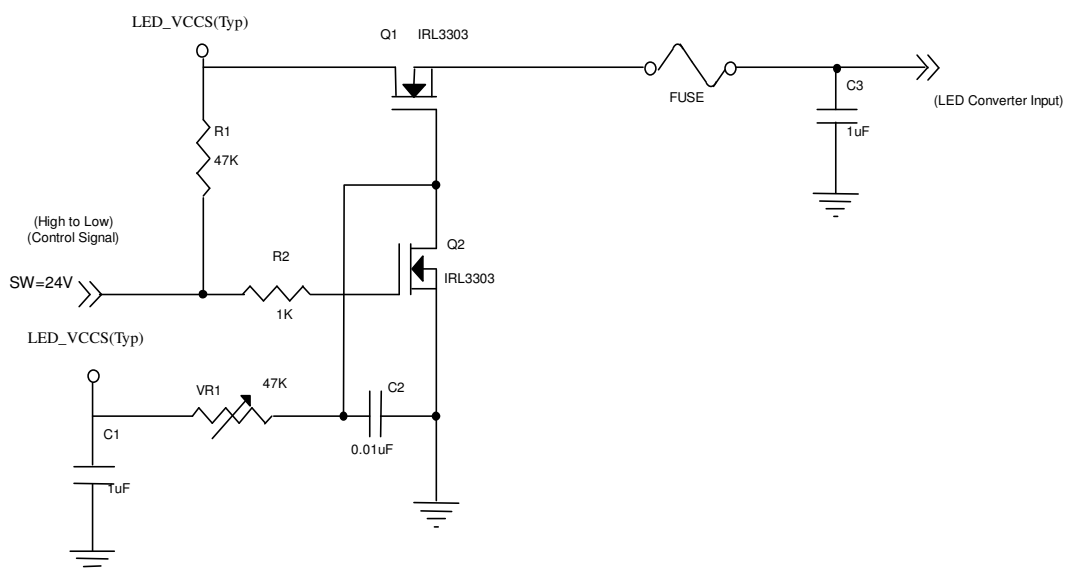 LED_VCCS(Typ)
Q1 IRL3303
FUSE
C3
(LED Converter Input)
1uF
R1
47K
(High to Low)
(Control Signal)
SW=24V
R2
1K
Q2
IRL3303
LED_VCCS(Typ)
VR1
47K
C2
0.01uF
C1
1uF